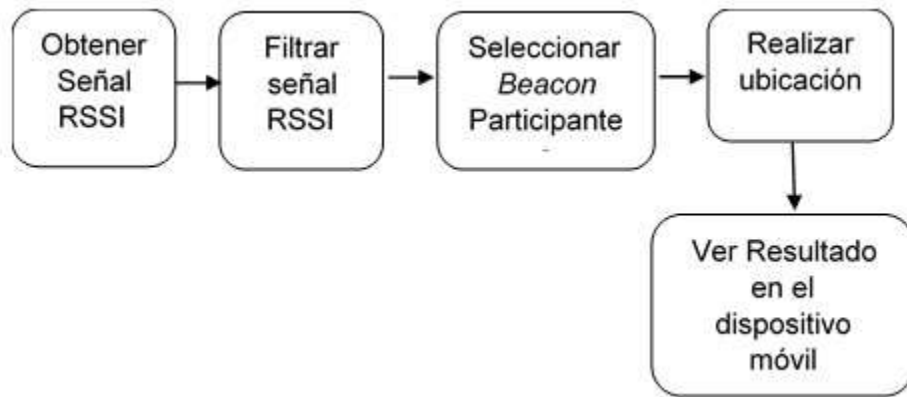 Obtener
Señal
RSSI
Filtrar
señal
RSSI
Seleccionar
Beacon
Participante
Realizar
ubicación
Ver Resultado
en el
dispositivo
móvil